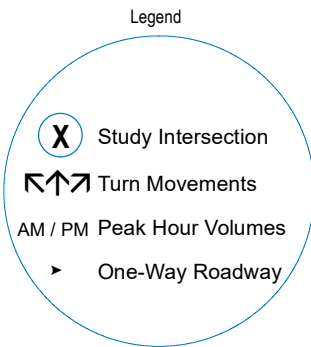 Legend
X Study Intersection
Turn Movements
AM / PM Peak Hour Volumes
One-Way Roadway